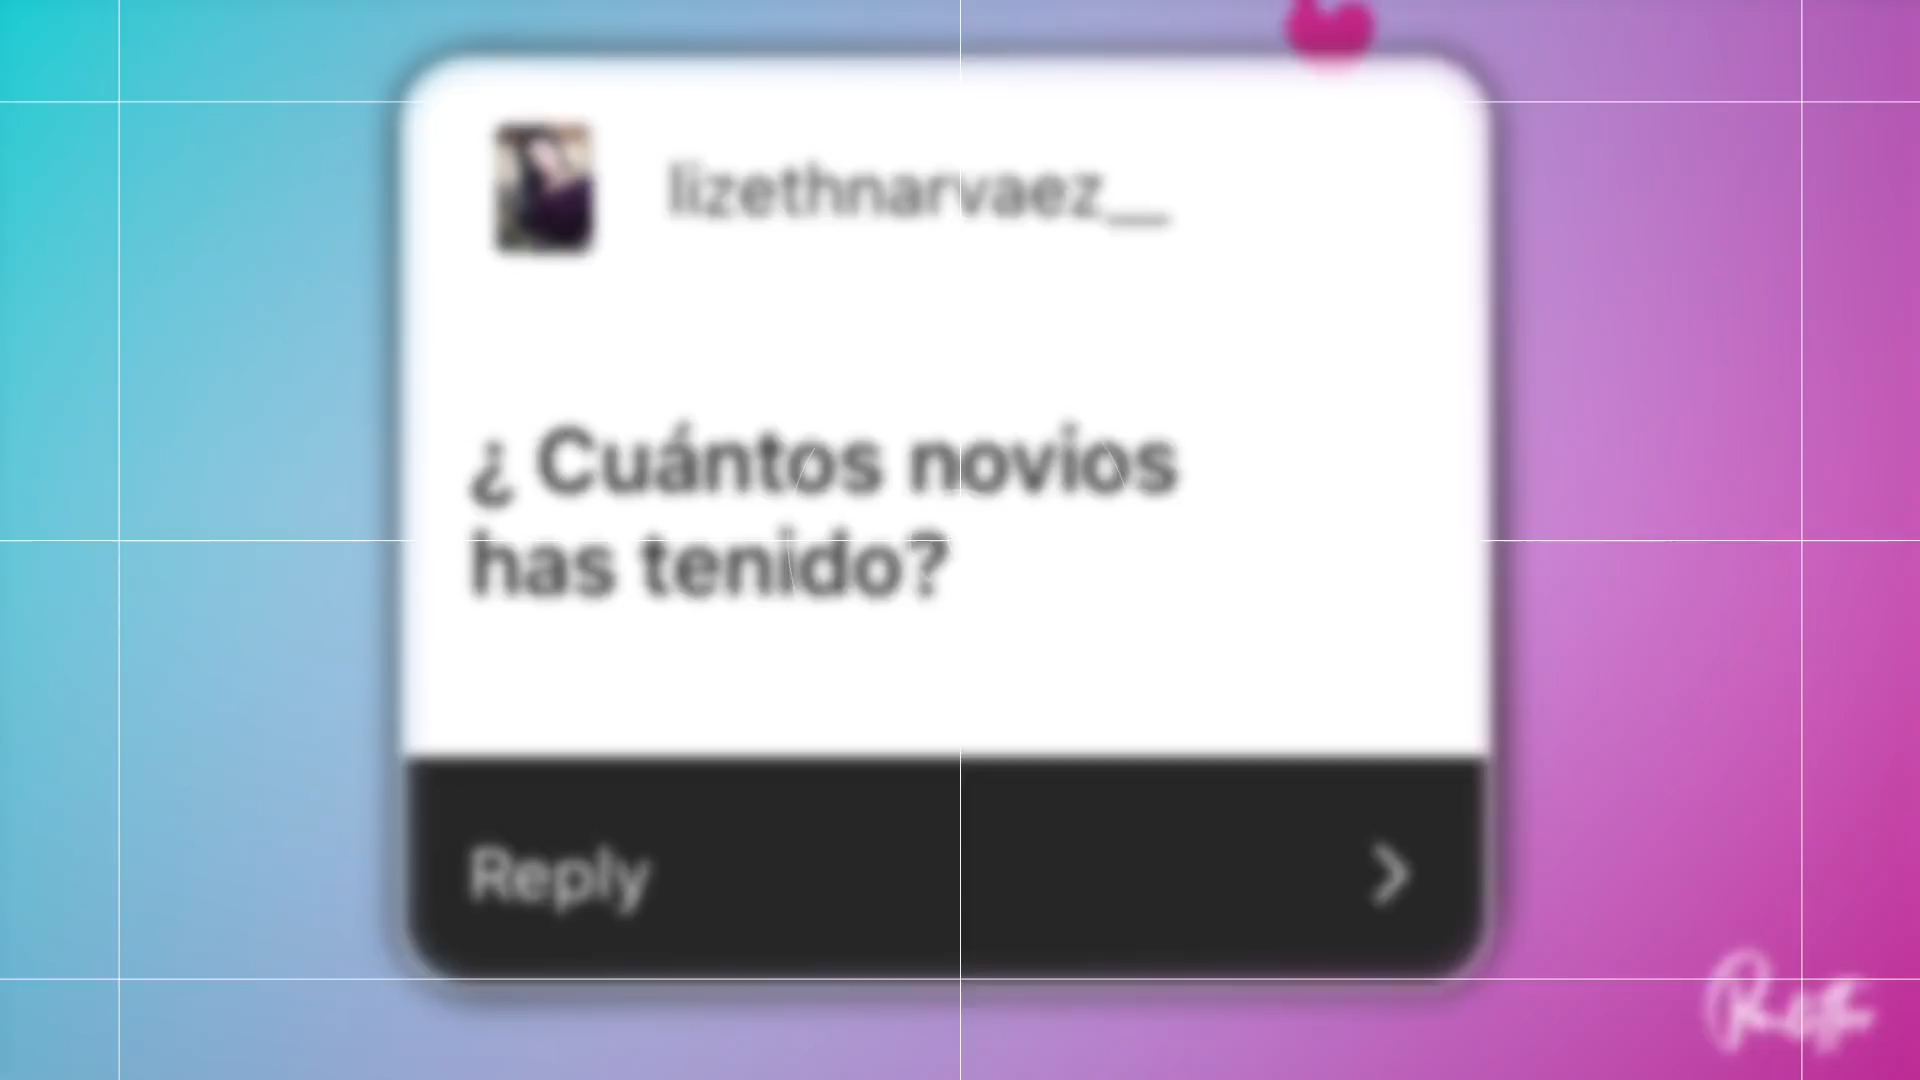 lizethnarvaez__
¿ Cuántos novios
has tenido?
Reply